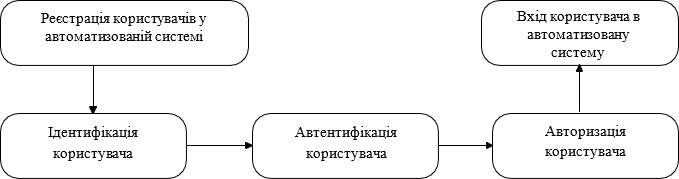 Реєстрація користувачів у
автоматизованій системі
Вхід користувача в
автоматизовану
систему
Ідентифікація
користувача
Автентифікація
користувача
Авторизація
користувача